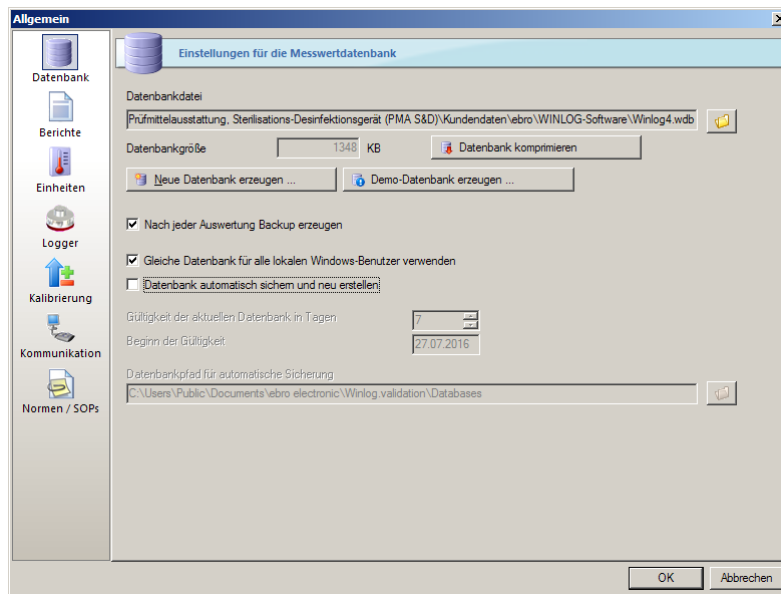 Allgemein
Datenbank
Berichte
Einheiten
Logger
Kalibrierung
Kommunikation
Normen / SOPs
Einstellungen für die Messwertdatenbank
Datenbankdatei
Prüfmittelausstattung, Sterilisations-Desinfektionsgerät (PMA S&D)\Kundendaten\ebro\WINLOG-Software\Winlog4.wdb
Datenbankgröße 1348 KB Datenbank komprimieren
Neue Datenbank erzeugen ... Demo-Datenbank erzeugen ...
Nach jeder Auswertung Backup erzeugen
Gleiche Datenbank für alle lokalen Windows-Benutzer verwenden
Datenbank automatisch sichern und neu erstellen
Gültigkeit der aktuellen Datenbank in Tagen 7
Beginn der Gültigkeit 27.07.2016
Datenbankpfad für automatische Sicherung
C:\Users\Public\Documents\ebro electronic\Winlog.validation\Databases
OK Abbrechen